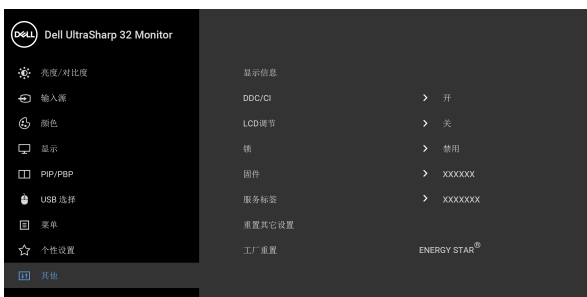 DELL Dell UltraSharp 32 Monitor
亮度/对比度
输入源
颜色
显示
PIP/PBP
USB 选择
菜单
个性设置
其他
显示信息
DDC/CI 开
LCD调节 关
锁 禁用
固件 XXXXXX
服务标签 XXXXXXX
重置其它设置
工厂重置 ENERGY STAR®